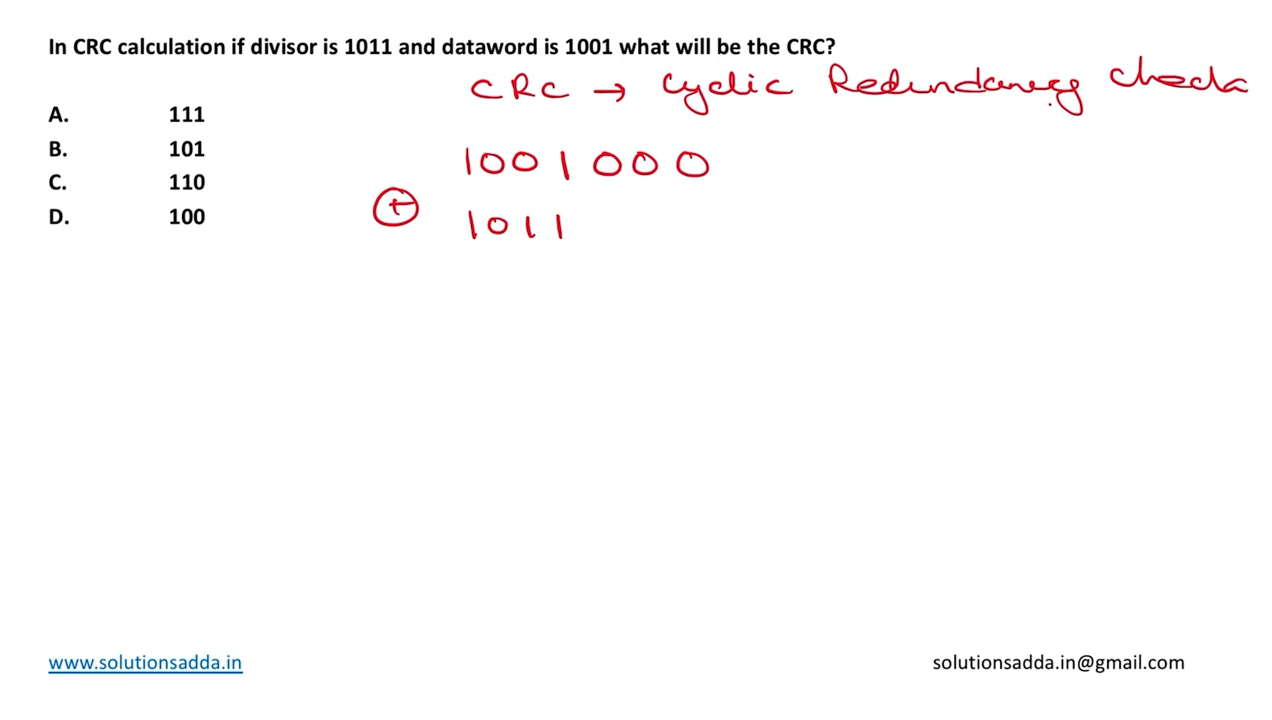 In CRC calculation if divisor is 1011 and dataword is 1001 what will be the CRC?
CRC → Cyclic Redundancy
A. 111
B. 101
C. 110
D. 100
1001000
⊕ 1011
www.solutionsadda.in
solutionsadda.in@gmail.com